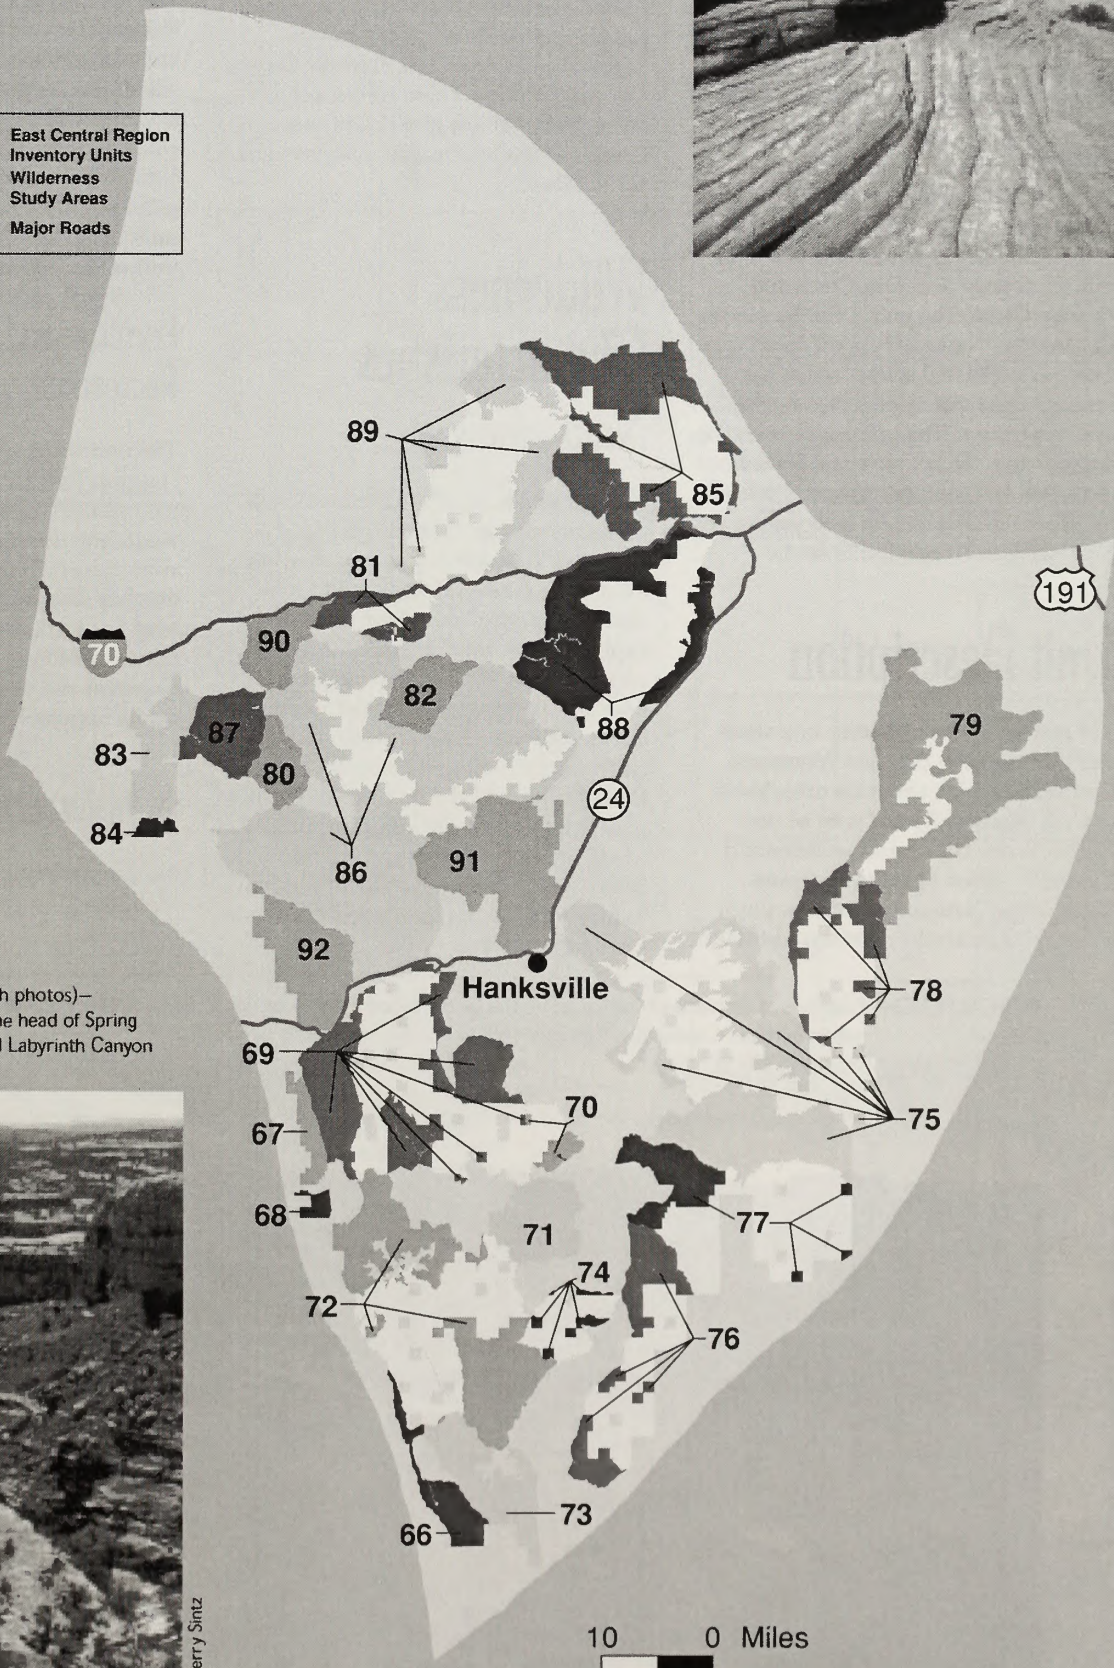 East Central Region
Inventory Units
Wilderness
Study Areas
Major Roads
89
85
81
191
70
90
82
79
87
88
83
80
24
84
86
91
92
Hanksville
78
h photos)–
ne head of Spring
Labyrinth Canyon
69
70
75
67
68
71
77
74
72
76
73
66
erry Sintz
10 0 Miles